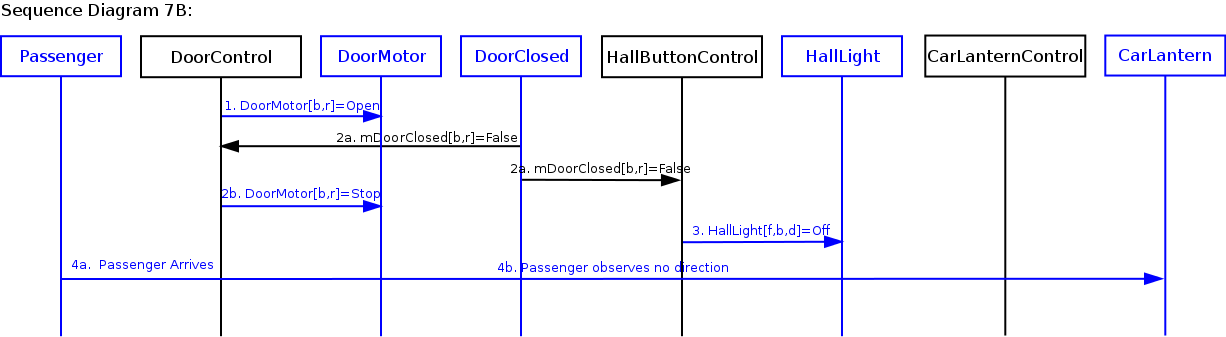 Sequence Diagram 7B:
Passenger
DoorControl
DoorMotor
DoorClosed
HallButtonControl
HallLight
CarLanternControl
CarLantern
1. DoorMotor[b,r]=Open
2a. mDoorClosed[b,r]=False
2a. mDoorClosed[b,r]=False
2b. DoorMotor[b,r]=Stop
3. HallLight[f,b,d]=Off
4a.  Passenger Arrives
4b. Passenger observes no direction